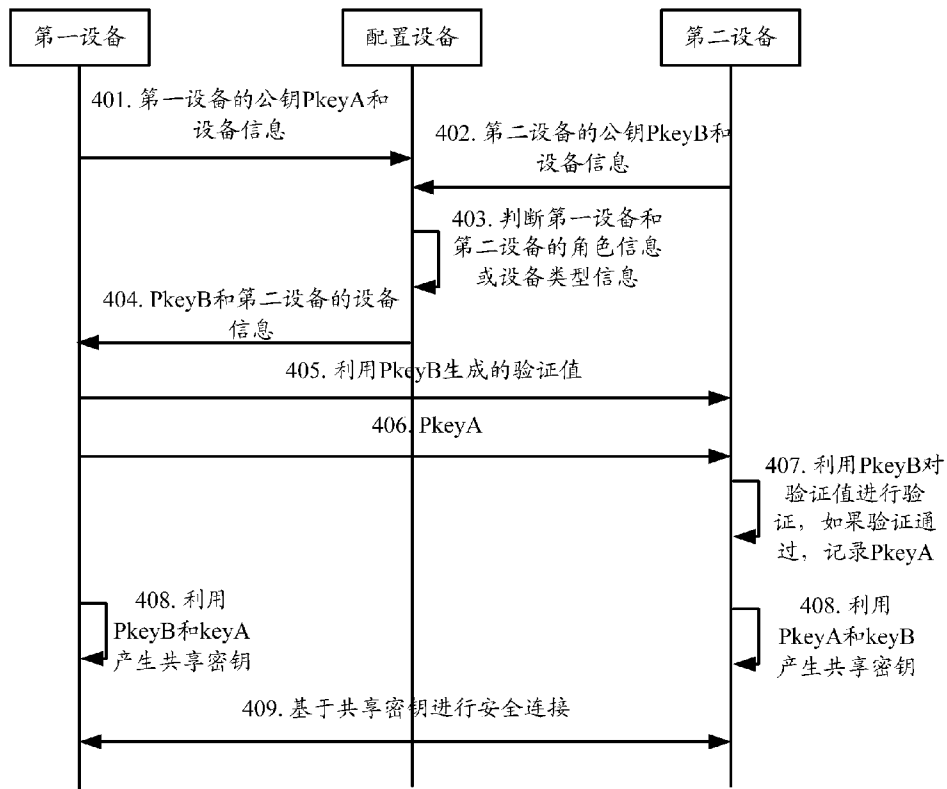 第一设备
配置设备
第二设备
401. 第一设备的公钥PkeyA和
设备信息
402. 第二设备的公钥PkeyB和
设备信息
403. 判断第一设备和
第二设备的角色信息
或设备类型信息
404. PkeyB和第二设备的设备
信息
405. 利用PkeyB生成的验证值
406. PkeyA
407. 利用PkeyB对
验证值进行验
证，如果验证通
过，记录PkeyA
408. 利用
PkeyB和keyA
产生共享密钥
408. 利用
PkeyA和keyB
产生共享密钥
409. 基于共享密钥进行安全连接